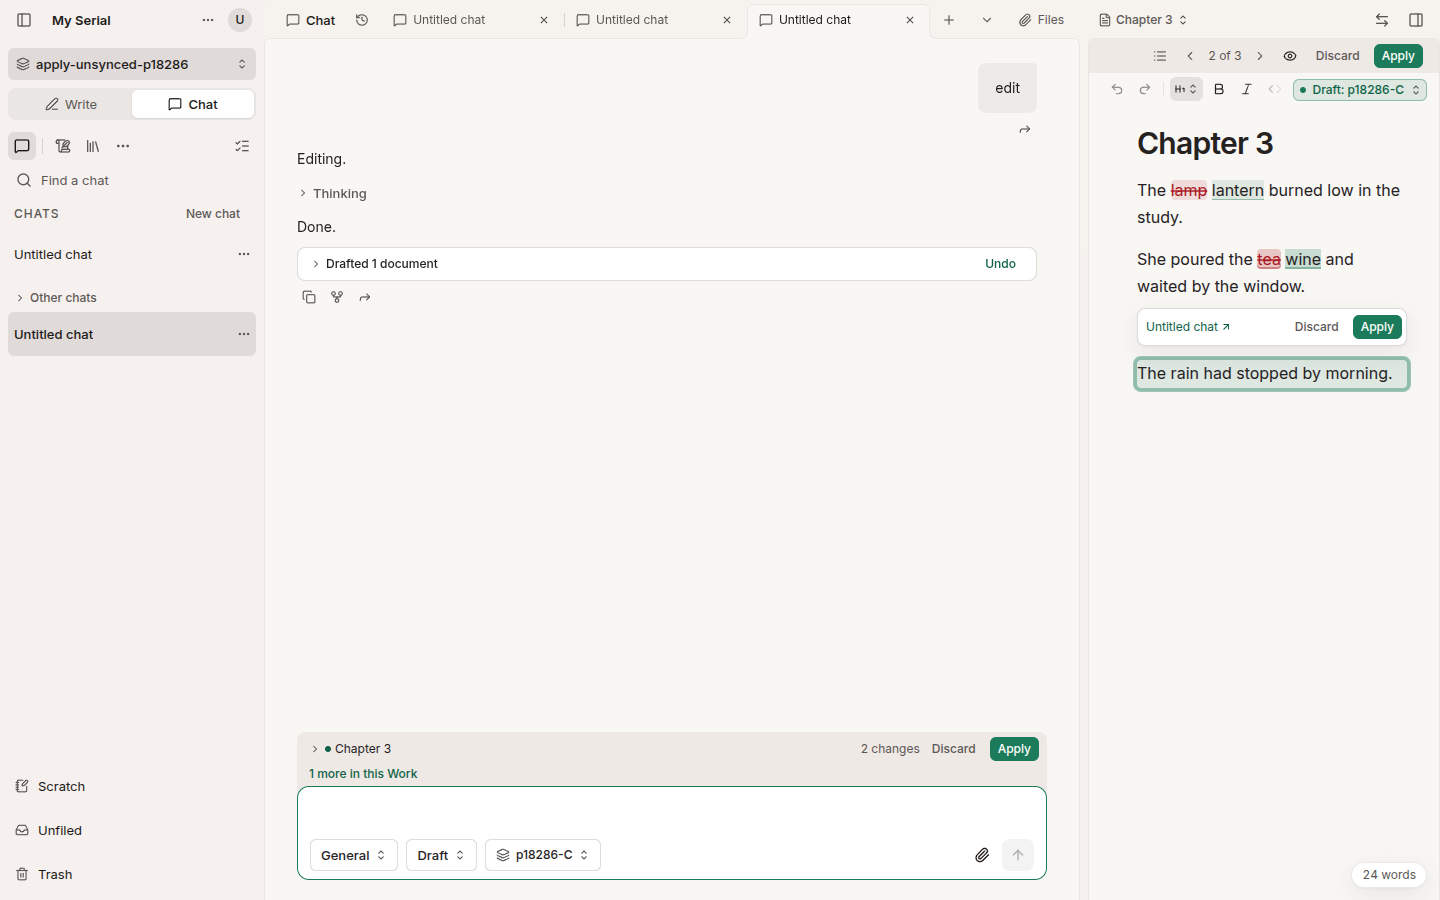 My Serial
U
Chat
Untitled chat
Untitled chat
Untitled chat
Files
Chapter 3
apply-unsynced-p18286
Write
Chat
Find a chat
CHATS
New chat
Untitled chat
Other chats
Untitled chat
Scratch
Unfiled
Trash
edit
Editing.
Thinking
Done.
Drafted 1 document
Undo
Chapter 3
2 changes
Discard
Apply
1 more in this Work
General
Draft
p18286-C
2 of 3
Discard
Apply
H1
B
I
Draft: p18286-C
Chapter 3
The lamp lantern burned low in the
study.
She poured the tea wine and
waited by the window.
Untitled chat
Discard
Apply
The rain had stopped by morning.
24 words